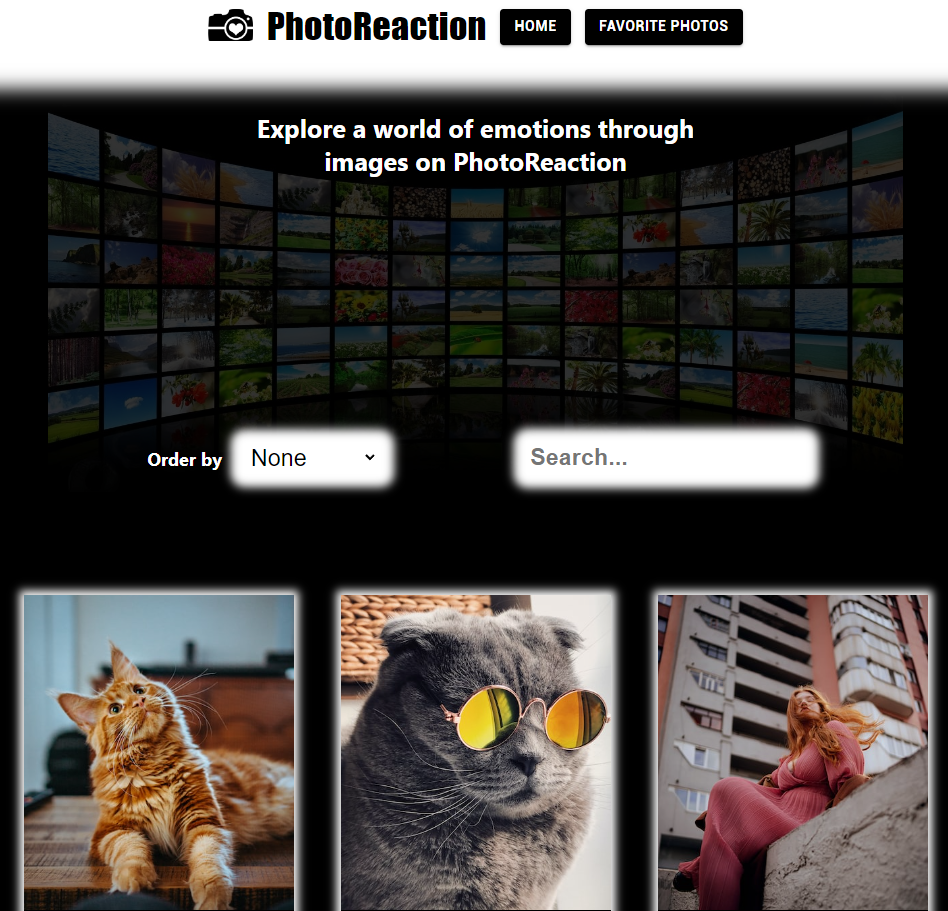 PhotoReaction
HOME
FAVORITE PHOTOS
Explore a world of emotions through
images on PhotoReaction
Order by
None
Search...